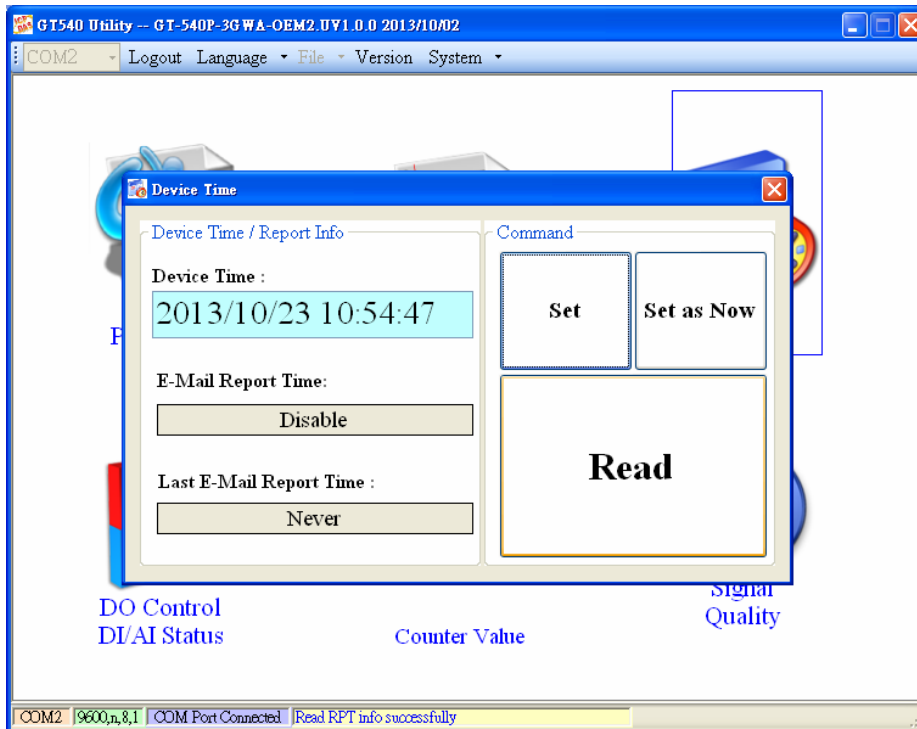 GT540 Utility -- GT-540P-3GWA-OEM2.UV1.0.0 2013/10/02
COM2 Logout Language File Version System
Device Time
Device Time / Report Info
Device Time :
2013/10/23 10:54:47
E-Mail Report Time:
Disable
Last E-Mail Report Time :
Never
Command
Set Set as Now
Read
P
DO Control
DI/AI Status
Counter Value
Signal
Quality
COM2 9600,n,8,1 COM Port Connected Read RPT info successfully